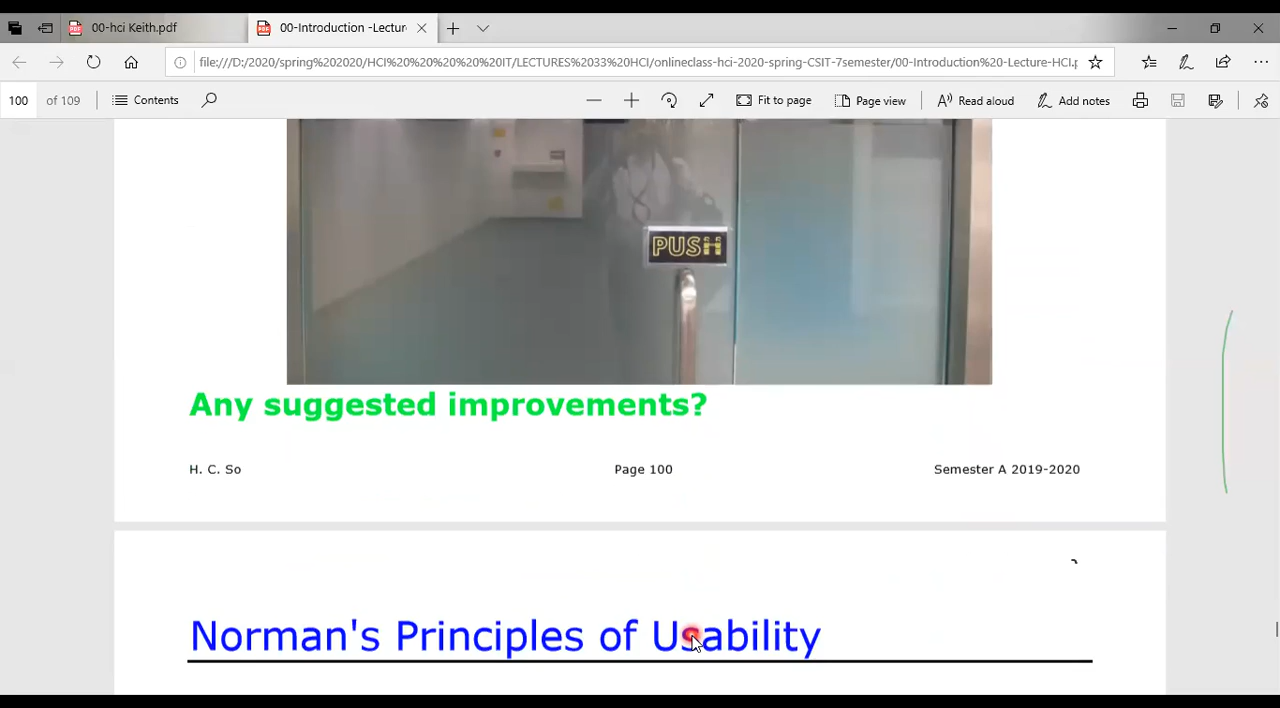 00-hci Keith.pdf
00-Introduction -Lectur
file:///D:/2020/spring%202020/HCI%20%20%20%20%20IT/LECTURES%2033%20HCI/onlineclass-hci-2020-spring-CSIT-7semester/00-Introduction%20-Lecture-HCI.p
100 of 109 Contents Fit to page Page view Read aloud Add notes
PUSH
Any suggested improvements?
H. C. So Page 100 Semester A 2019-2020
Norman's Principles of Usability